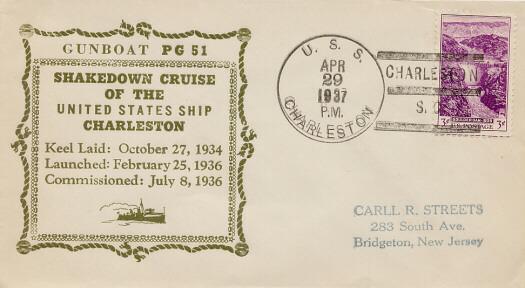 GUNBOAT PG 51
SHAKEDOWN CRUISE
OF THE
UNITED STATES SHIP
CHARLESTON
Keel Laid: October 27, 1934
Launched: February 25, 1936
Commissioned: July 8, 1936
U. S. S.
CHARLESTON
APR
29
1937
P.M.
CHARLESTON
S. C.
3¢ U.S. POSTAGE 3¢
CARLL R. STREETS
283 South Ave.
Bridgeton, New Jersey